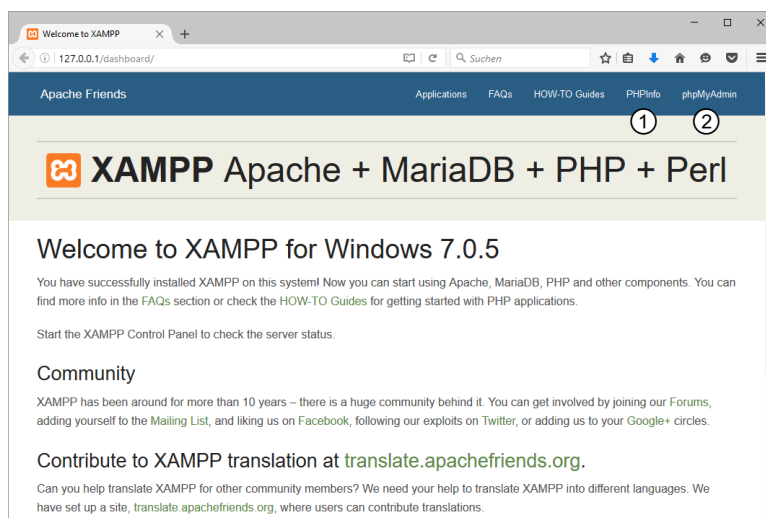 Welcome to XAMPP
127.0.0.1/dashboard/
Suchen
Apache Friends
Applications FAQs HOW-TO Guides PHPInfo phpMyAdmin
1 2
XAMPP Apache + MariaDB + PHP + Perl
Welcome to XAMPP for Windows 7.0.5
You have successfully installed XAMPP on this system! Now you can start using Apache, MariaDB, PHP and other components. You can
find more info in the FAQs section or check the HOW-TO Guides for getting started with PHP applications.
Start the XAMPP Control Panel to check the server status.
Community
XAMPP has been around for more than 10 years – there is a huge community behind it. You can get involved by joining our Forums,
adding yourself to the Mailing List, and liking us on Facebook, following our exploits on Twitter, or adding us to your Google+ circles.
Contribute to XAMPP translation at translate.apachefriends.org.
Can you help translate XAMPP for other community members? We need your help to translate XAMPP into different languages. We
have set up a site, translate.apachefriends.org, where users can contribute translations.